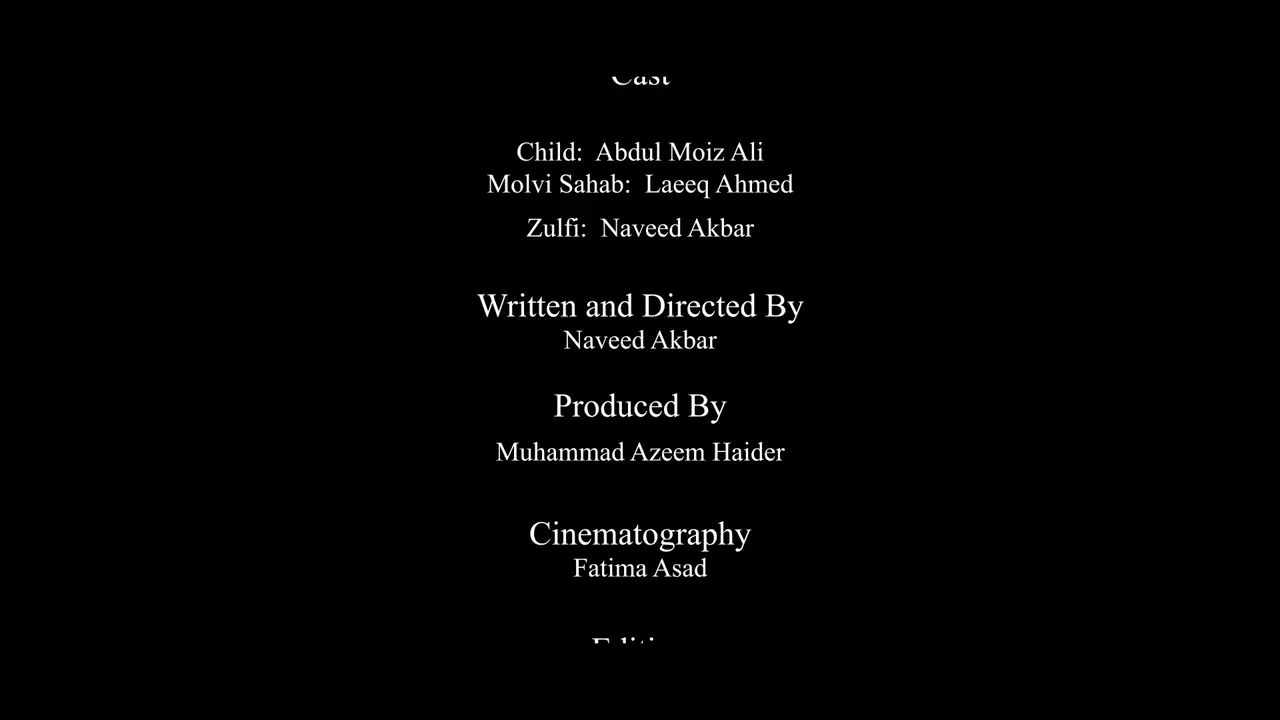 Cast
Child: Abdul Moiz Ali
Molvi Sahab: Laeeq Ahmed
Zulfi: Naveed Akbar
Written and Directed By
Naveed Akbar
Produced By
Muhammad Azeem Haider
Cinematography
Fatima Asad